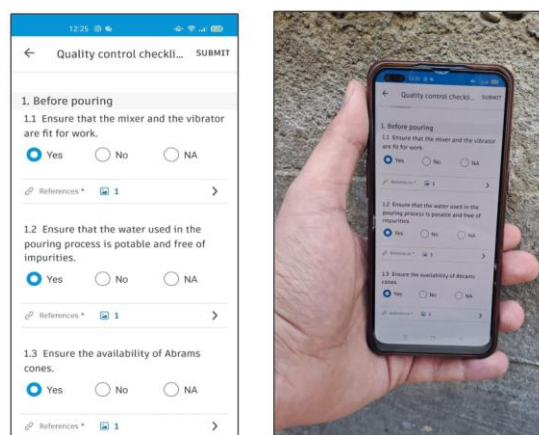 12:25
Quality control checkli... SUBMIT
1. Before pouring
1.1 Ensure that the mixer and the vibrator
are fit for work.
Yes No NA
References * 1
1.2 Ensure that the water used in the
pouring process is potable and free of
impurities.
Yes No NA
References * 1
1.3 Ensure the availability of Abrams
cones.
Yes No NA
References * 1
Quality control checkli... SUBMIT
1. Before pouring
1.1 Ensure that the mixer and the vibrator
are fit for work.
Yes No NA
References * 1
1.2 Ensure that the water used in the
pouring process is potable and free of
impurities.
Yes No NA
References * 1
1.3 Ensure the availability of Abrams
cones.
Yes No NA
References * 1